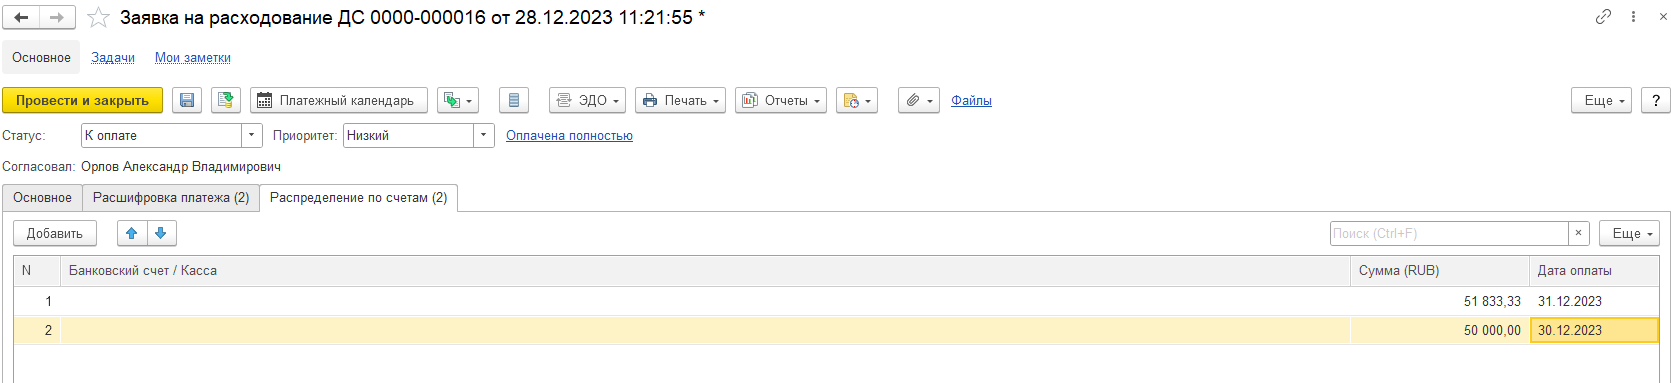 Заявка на расходование ДС 0000-000016 от 28.12.2023 11:21:55 *
Основное Задачи Мои заметки
Провести и закрыть Платежный календарь ЭДО Печать Отчеты Файлы Еще ?
Статус: К оплате Приоритет: Низкий Оплачена полностью
Согласовал: Орлов Александр Владимирович
Основное Расшифровка платежа (2) Распределение по счетам (2)
Добавить Поиск (Ctrl+F) × Еще
N Банковский счет / Касса Сумма (RUB) Дата оплаты
1 51 833,33 31.12.2023
2 50 000,00 30.12.2023